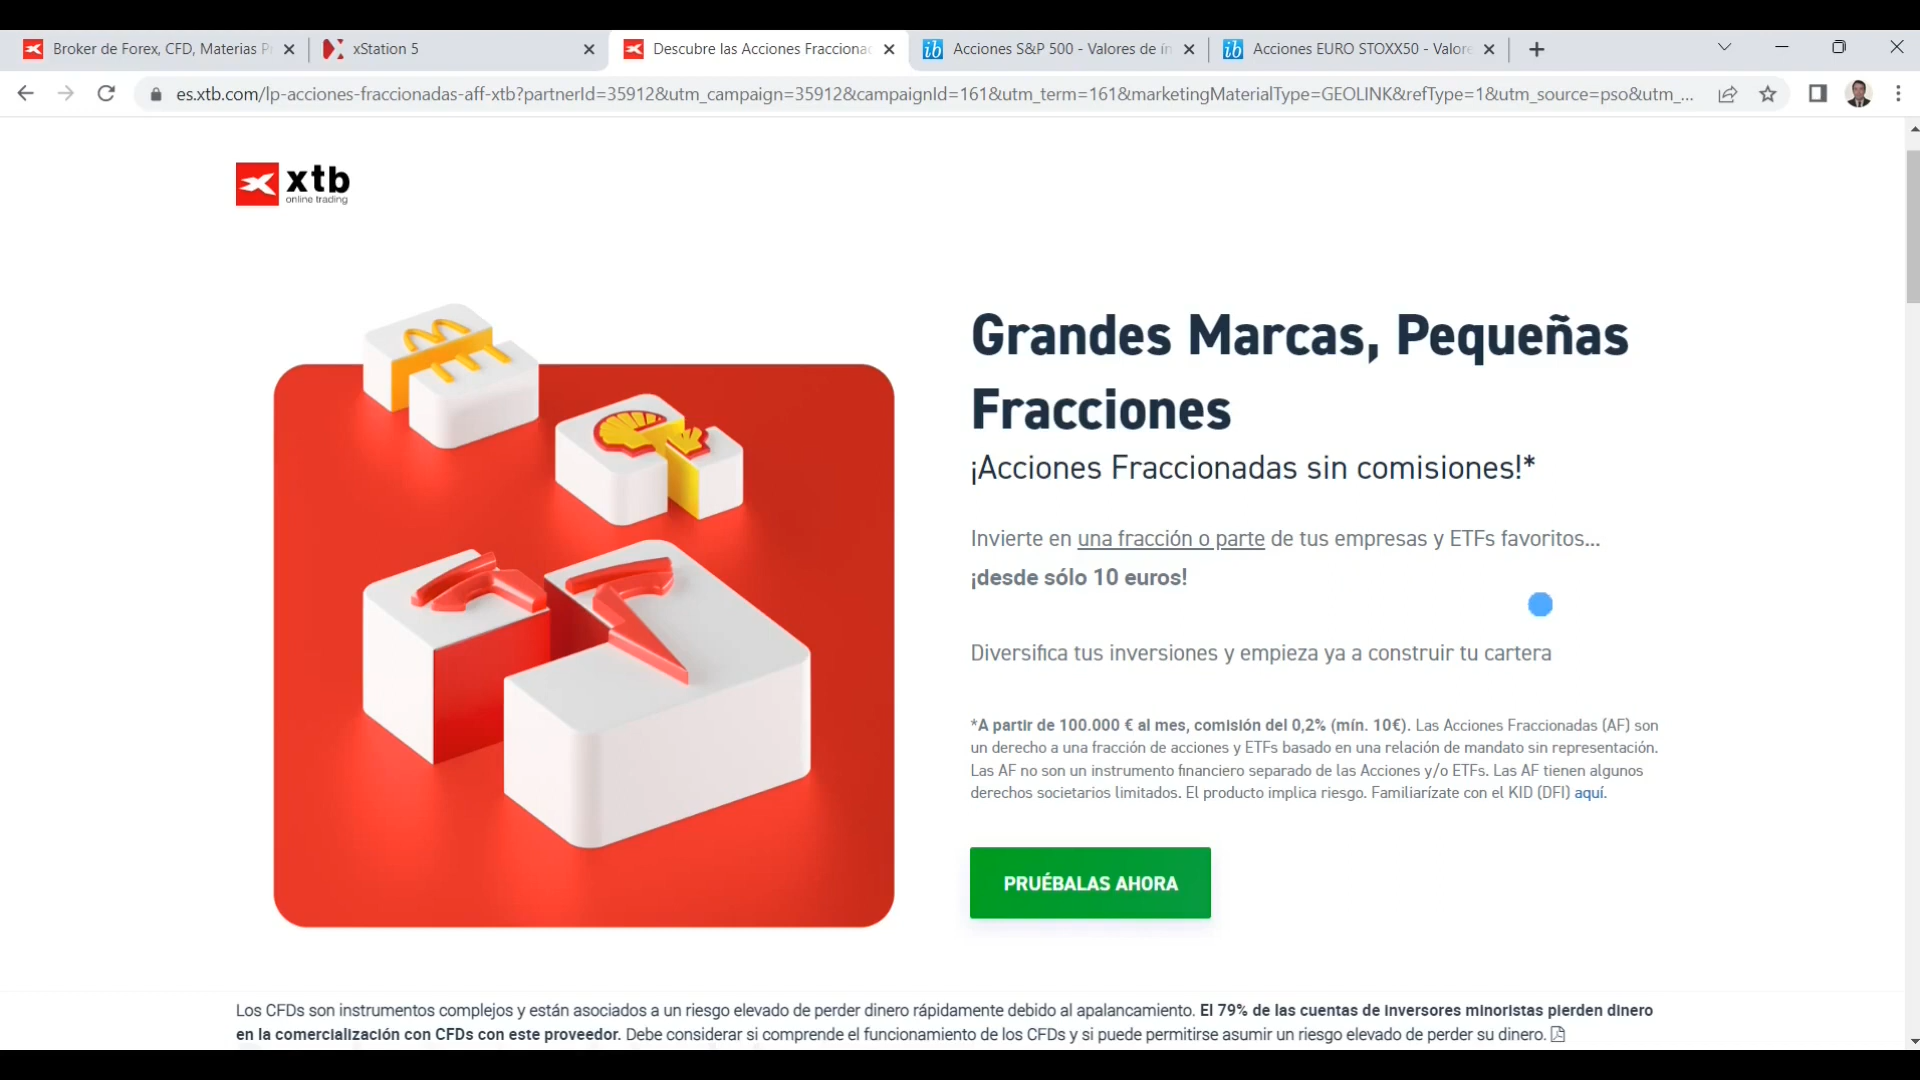 Broker de Forex, CFD, Materias P
xStation 5
Descubre las Acciones Fracciona
ib Acciones S&P 500 - Valores de ín
ib Acciones EURO STOXX50 - Valore
es.xtb.com/lp-acciones-fraccionadas-aff-xtb?partnerId=35912&utm_campaign=35912&campaignId=161&utm_term=161&marketingMaterialType=GEOLINK&refType=1&utm_source=pso&utm_...
xtb
online trading
Grandes Marcas, Pequeñas
Fracciones
¡Acciones Fraccionadas sin comisiones!*
Invierte en una fracción o parte de tus empresas y ETFs favoritos...
¡desde sólo 10 euros!
Diversifica tus inversiones y empieza ya a construir tu cartera
*A partir de 100.000 € al mes, comisión del 0,2% (mín. 10€). Las Acciones Fraccionadas (AF) son
un derecho a una fracción de acciones y ETFs basado en una relación de mandato sin representación.
Las AF no son un instrumento financiero separado de las Acciones y/o ETFs. Las AF tienen algunos
derechos societarios limitados. El producto implica riesgo. Familiarízate con el KID (DFI) aquí.
PRUÉBALAS AHORA
Los CFDs son instrumentos complejos y están asociados a un riesgo elevado de perder dinero rápidamente debido al apalancamiento. El 79% de las cuentas de inversores minoristas pierden dinero
en la comercialización con CFDs con este proveedor. Debe considerar si comprende el funcionamiento de los CFDs y si puede permitirse asumir un riesgo elevado de perder su dinero.